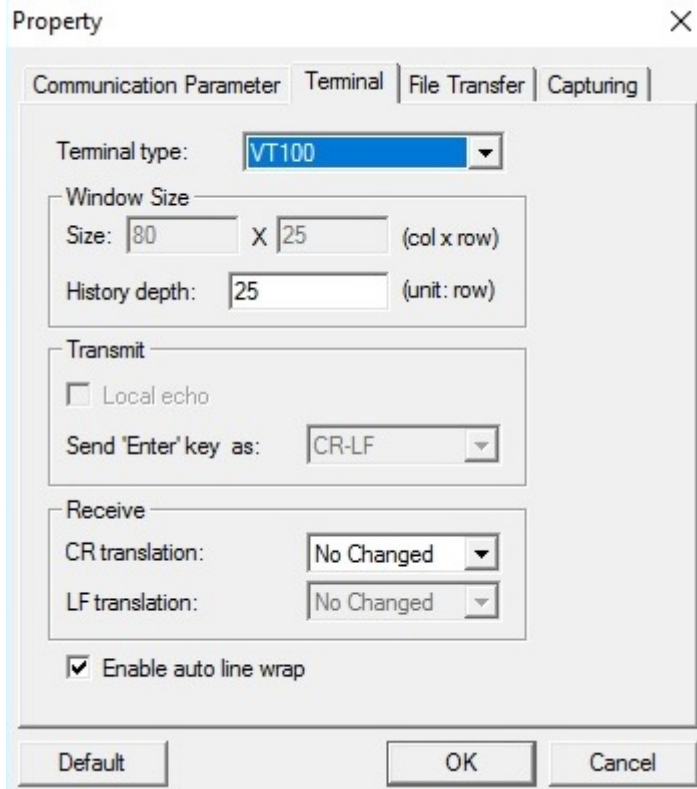 Property
Communication Parameter Terminal File Transfer Capturing
Terminal type: VT100
Window Size
Size: 80 X 25 (col x row)
History depth: 25 (unit: row)
Transmit
Local echo
Send 'Enter' key as: CR-LF
Receive
CR translation: No Changed
LF translation: No Changed
Enable auto line wrap
Default OK Cancel